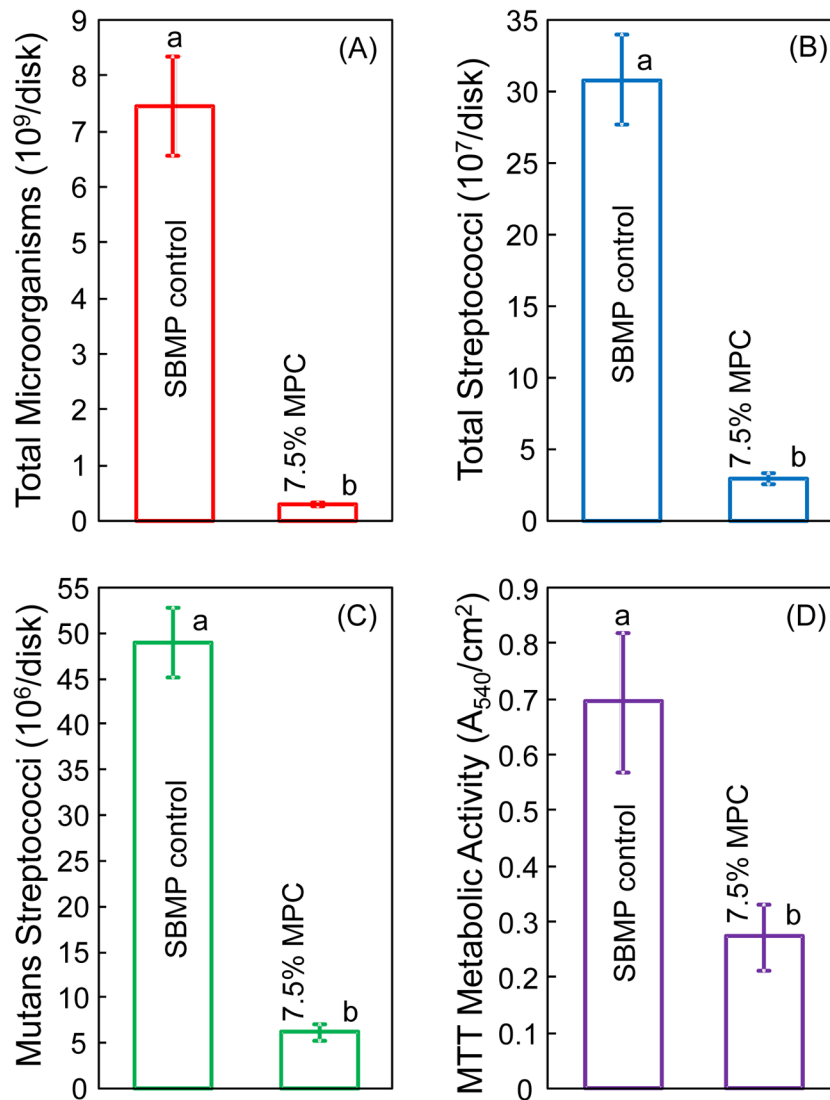 (A)
Total Microorganisms (10⁹/disk)
9
8
7
6
5
4
3
2
1
0
a
SBMP control
7.5% MPC
b
(B)
Total Streptococci (10⁷/disk)
35
30
25
20
15
10
5
0
a
SBMP control
7.5% MPC
b
(C)
Mutans Streptococci (10⁶/disk)
55
50
45
40
35
30
25
20
15
10
5
0
a
SBMP control
7.5% MPC
b
(D)
MTT Metabolic Activity (A₅₄₀/cm²)
0.9
0.8
0.7
0.6
0.5
0.4
0.3
0.2
0.1
0
a
SBMP control
7.5% MPC
b